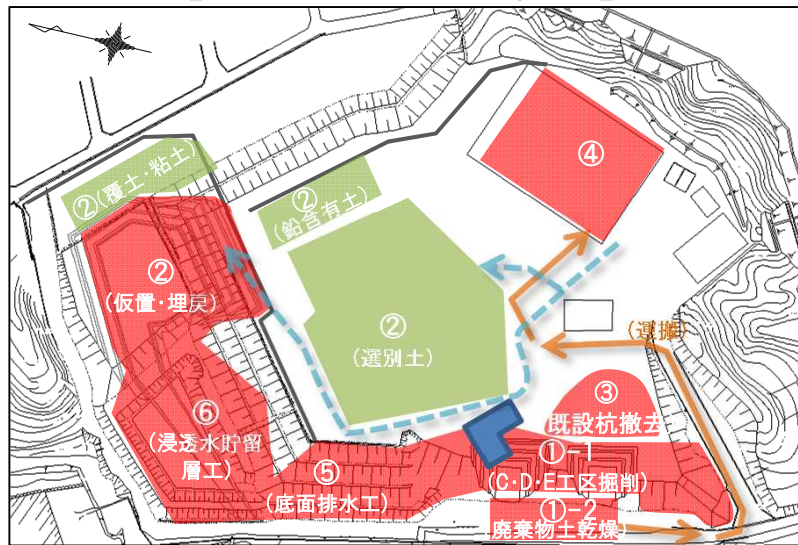 ④
②(覆土・粘土)
②
(鉛含有土)
②
(仮置・埋戻)
②
(選別土)
(運搬)
③
既設杭撤去
⑥
(浸透水貯留
層工)
①-1
(C・D・E工区掘削)
⑤
(底面排水工)
①-2
(廃棄物土乾燥)